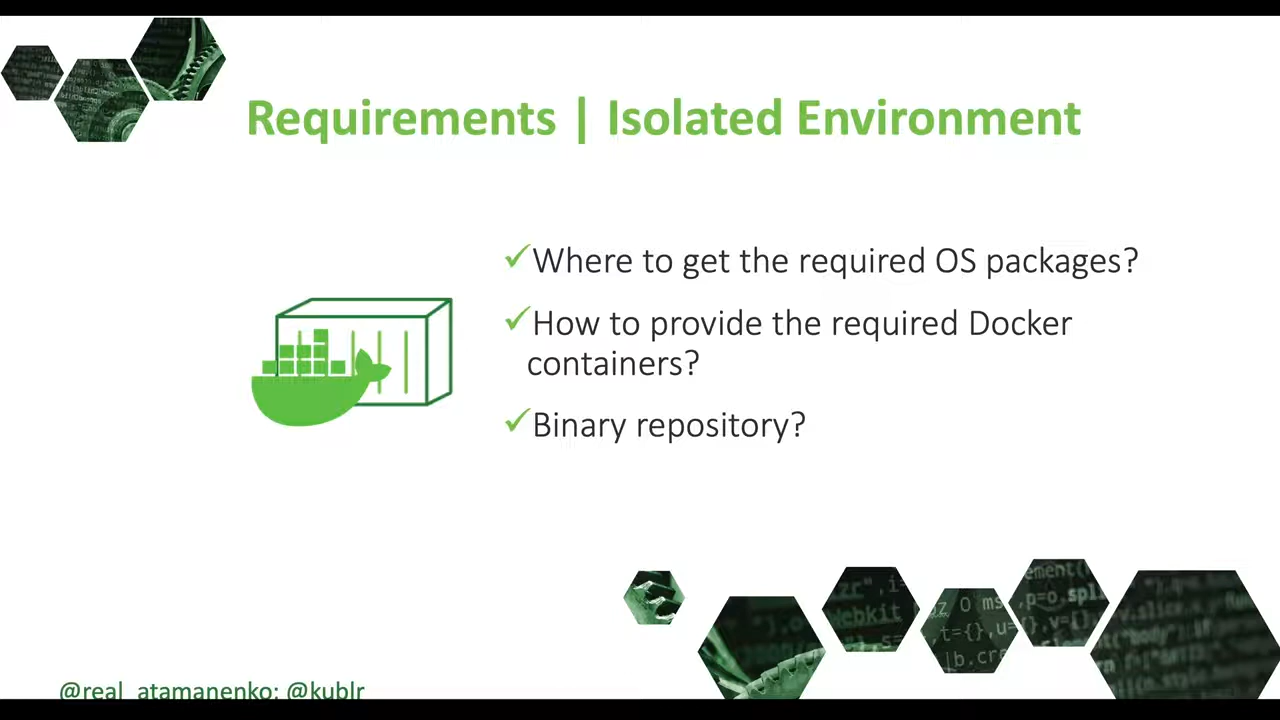 Requirements | Isolated Environment
✓Where to get the required OS packages?
✓How to provide the required Docker
containers?
✓Binary repository?
@real_atamanenko; @kublr